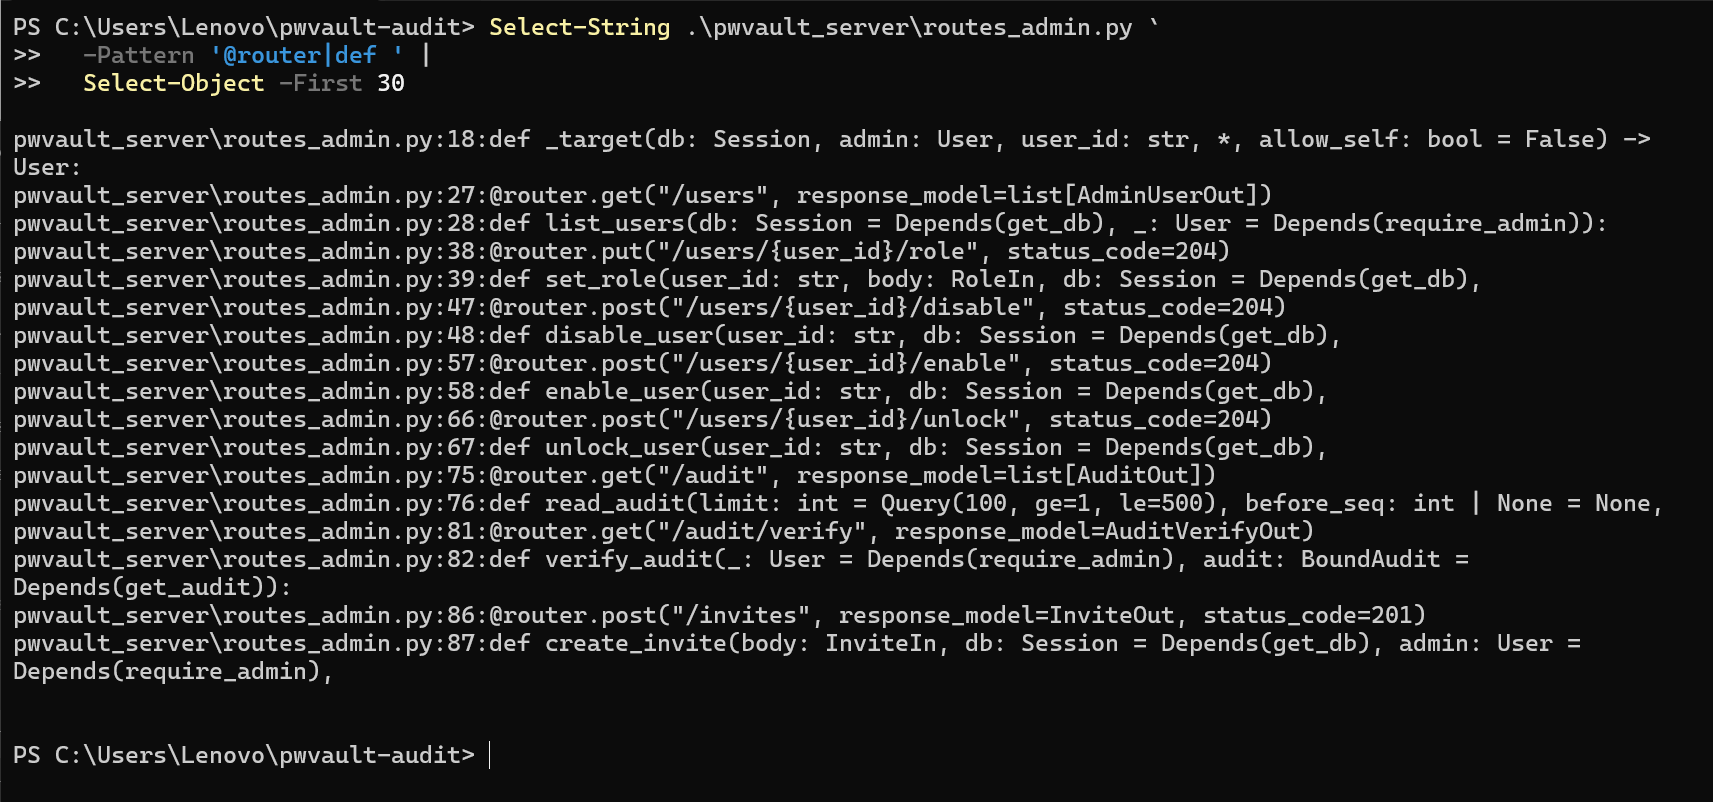 PS C:\Users\Lenovo\pwvault-audit> Select-String .\pwvault_server\routes_admin.py `
>>   -Pattern '@router|def ' |
>>   Select-Object -First 30
pwvault_server\routes_admin.py:18:def _target(db: Session, admin: User, user_id: str, *, allow_self: bool = False) ->
User:
pwvault_server\routes_admin.py:27:@router.get("/users", response_model=list[AdminUserOut])
pwvault_server\routes_admin.py:28:def list_users(db: Session = Depends(get_db), _: User = Depends(require_admin)):
pwvault_server\routes_admin.py:38:@router.put("/users/{user_id}/role", status_code=204)
pwvault_server\routes_admin.py:39:def set_role(user_id: str, body: RoleIn, db: Session = Depends(get_db),
pwvault_server\routes_admin.py:47:@router.post("/users/{user_id}/disable", status_code=204)
pwvault_server\routes_admin.py:48:def disable_user(user_id: str, db: Session = Depends(get_db),
pwvault_server\routes_admin.py:57:@router.post("/users/{user_id}/enable", status_code=204)
pwvault_server\routes_admin.py:58:def enable_user(user_id: str, db: Session = Depends(get_db),
pwvault_server\routes_admin.py:66:@router.post("/users/{user_id}/unlock", status_code=204)
pwvault_server\routes_admin.py:67:def unlock_user(user_id: str, db: Session = Depends(get_db),
pwvault_server\routes_admin.py:75:@router.get("/audit", response_model=list[AuditOut])
pwvault_server\routes_admin.py:76:def read_audit(limit: int = Query(100, ge=1, le=500), before_seq: int | None = None,
pwvault_server\routes_admin.py:81:@router.get("/audit/verify", response_model=AuditVerifyOut)
pwvault_server\routes_admin.py:82:def verify_audit(_: User = Depends(require_admin), audit: BoundAudit =
Depends(get_audit)):
pwvault_server\routes_admin.py:86:@router.post("/invites", response_model=InviteOut, status_code=201)
pwvault_server\routes_admin.py:87:def create_invite(body: InviteIn, db: Session = Depends(get_db), admin: User =
Depends(require_admin),
PS C:\Users\Lenovo\pwvault-audit>